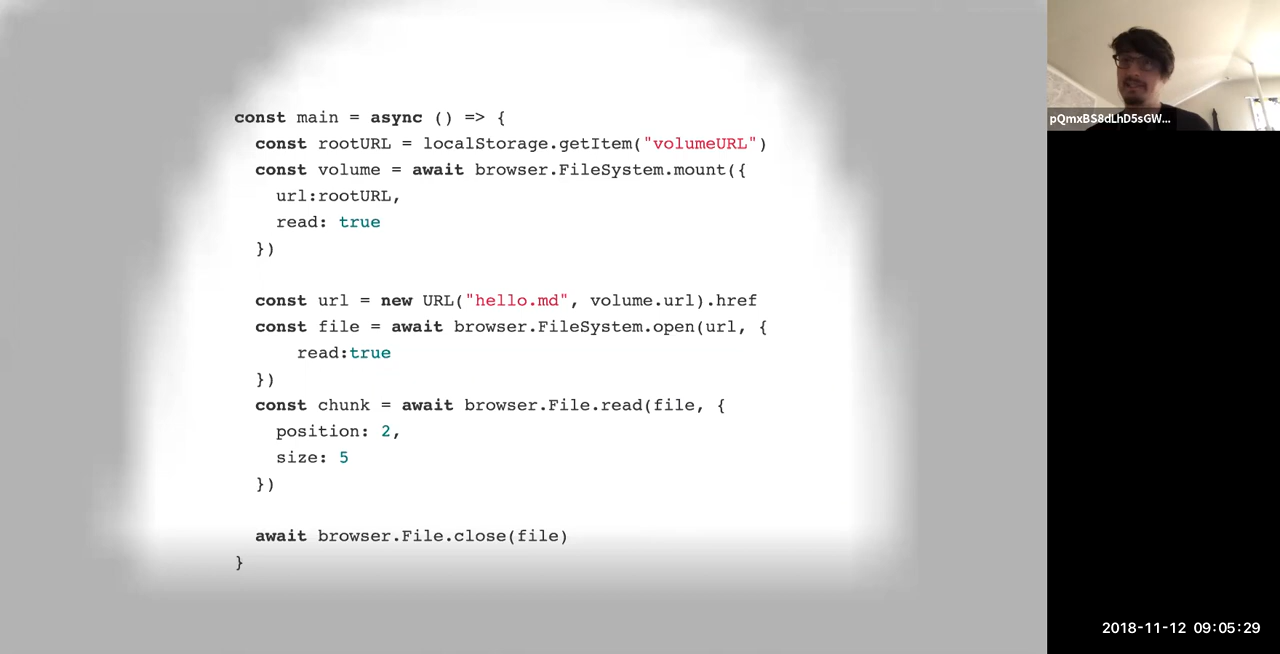 const main = async () => {
const rootURL = localStorage.getItem("volumeURL")
const volume = await browser.FileSystem.mount({
url:rootURL,
read: true
})
const url = new URL("hello.md", volume.url).href
const file = await browser.FileSystem.open(url, {
read:true
})
const chunk = await browser.File.read(file, {
position: 2,
size: 5
})
await browser.File.close(file)
}
pQmxBS8dLhD5sGW...
2018-11-12 09:05:29